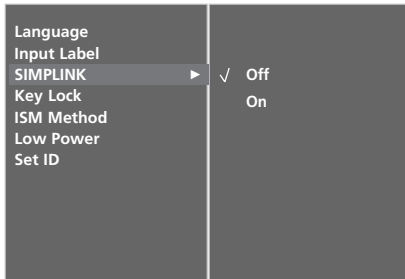 Language
Input Label
SIMPLINK ► √ Off
Key Lock On
ISM Method
Low Power
Set ID